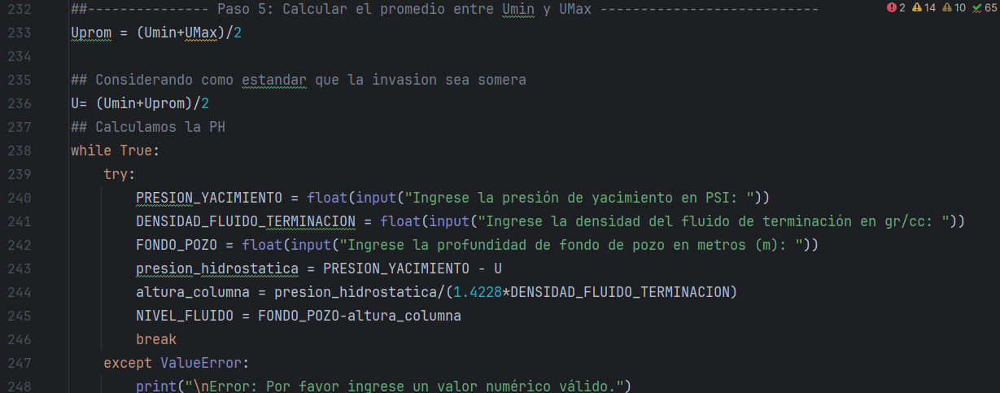 232 ##--------------- Paso 5: Calcular el promedio entre Umin y UMax ---------------------------
2 14 10 65
233 Uprom = (Umin+UMax)/2
234
235 ## Considerando como estandar que la invasion sea somera
236 U= (Umin+Uprom)/2
237 ## Calculamos la PH
238 while True:
239     try:
240         PRESION_YACIMIENTO = float(input("Ingrese la presión de yacimiento en PSI: "))
241         DENSIDAD_FLUIDO_TERMINACION = float(input("Ingrese la densidad del fluido de terminación en gr/cc: "))
242         FONDO_POZO = float(input("Ingrese la profundidad de fondo de pozo en metros (m): "))
243         presion_hidrostatica = PRESION_YACIMIENTO - U
244         altura_columna = presion_hidrostatica/(1.4228*DENSIDAD_FLUIDO_TERMINACION)
245         NIVEL_FLUIDO = FONDO_POZO-altura_columna
246         break
247     except ValueError:
248         print("\nError: Por favor ingrese un valor numérico válido.")